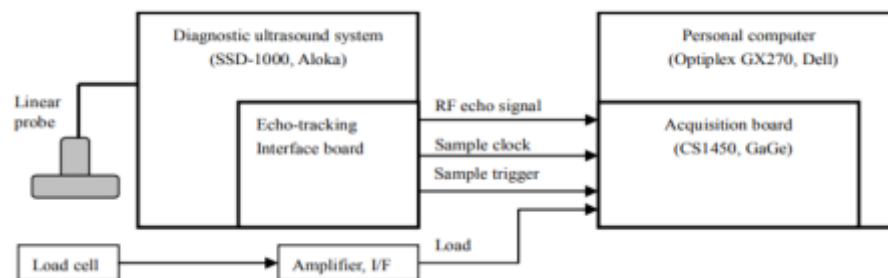 Diagnostic ultrasound system
(SSD-1000, Aloka)
Personal computer
(Optiplex GX270, Dell)
Linear
probe
Echo-tracking
Interface board
RF echo signal
Sample clock
Sample trigger
Acquisition board
(CS1450, GaGe)
Load
Load cell
Amplifier, I/F